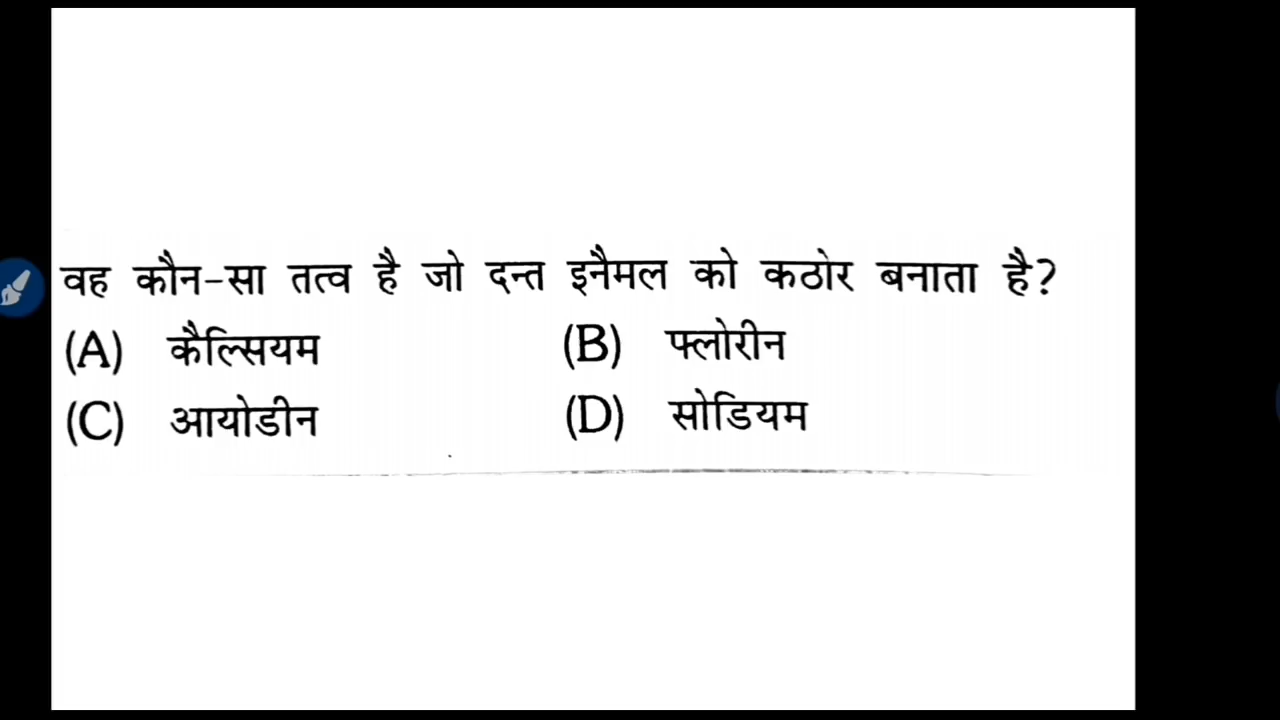 वह कौन-सा तत्व है जो दन्त इनैमल को कठोर बनाता है?
(A) कैल्सियम (B) फ्लोरीन
(C) आयोडीन (D) सोडियम